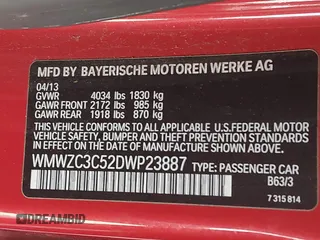 MFD BY BAYERISCHE MOTOREN WERKE AG
04/13
GVWR 4034 lbs 1830 kg
GAWR FRONT 2172 lbs 985 kg
GAWR REAR 1918 lbs 870 kg
THIS VEHICLE CONFORMS TO ALL APPLICABLE U.S.FEDERAL MOTOR
VEHICLE SAFETY, BUMPER AND THEFT PREVENTION STANDARDS
IN EFFECT ON THE DATE OF MANUFACTURE SHOWN ABOVE.
WMWZC3C52DWP23887 TYPE: PASSENGER CAR
B63/3
7 315 814
DREAMBID